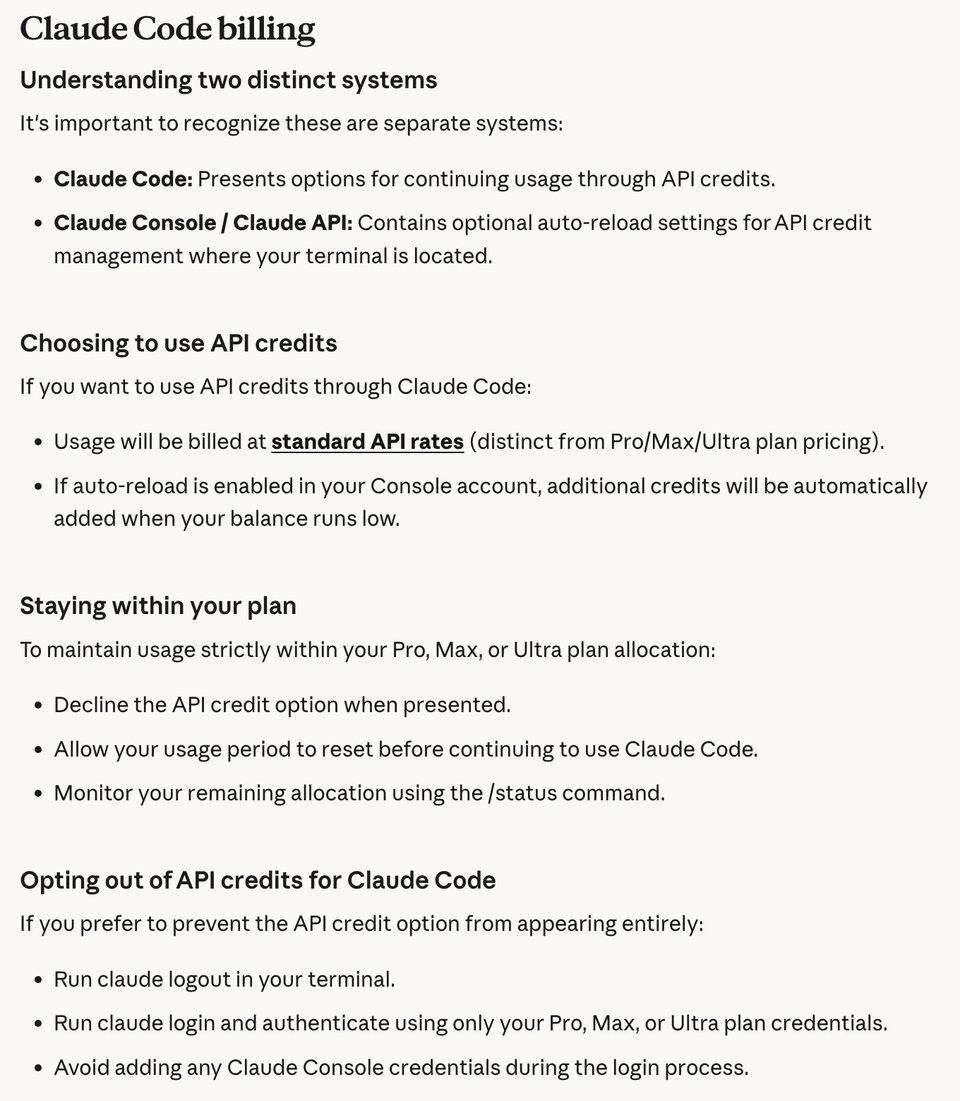 Claude Code billing
Understanding two distinct systems
It's important to recognize these are separate systems:
• Claude Code: Presents options for continuing usage through API credits.
• Claude Console / Claude API: Contains optional auto-reload settings for API credit
management where your terminal is located.
Choosing to use API credits
If you want to use API credits through Claude Code:
• Usage will be billed at standard API rates (distinct from Pro/Max/Ultra plan pricing).
• If auto-reload is enabled in your Console account, additional credits will be automatically
added when your balance runs low.
Staying within your plan
To maintain usage strictly within your Pro, Max, or Ultra plan allocation:
• Decline the API credit option when presented.
• Allow your usage period to reset before continuing to use Claude Code.
• Monitor your remaining allocation using the /status command.
Opting out of API credits for Claude Code
If you prefer to prevent the API credit option from appearing entirely:
• Run claude logout in your terminal.
• Run claude login and authenticate using only your Pro, Max, or Ultra plan credentials.
• Avoid adding any Claude Console credentials during the login process.